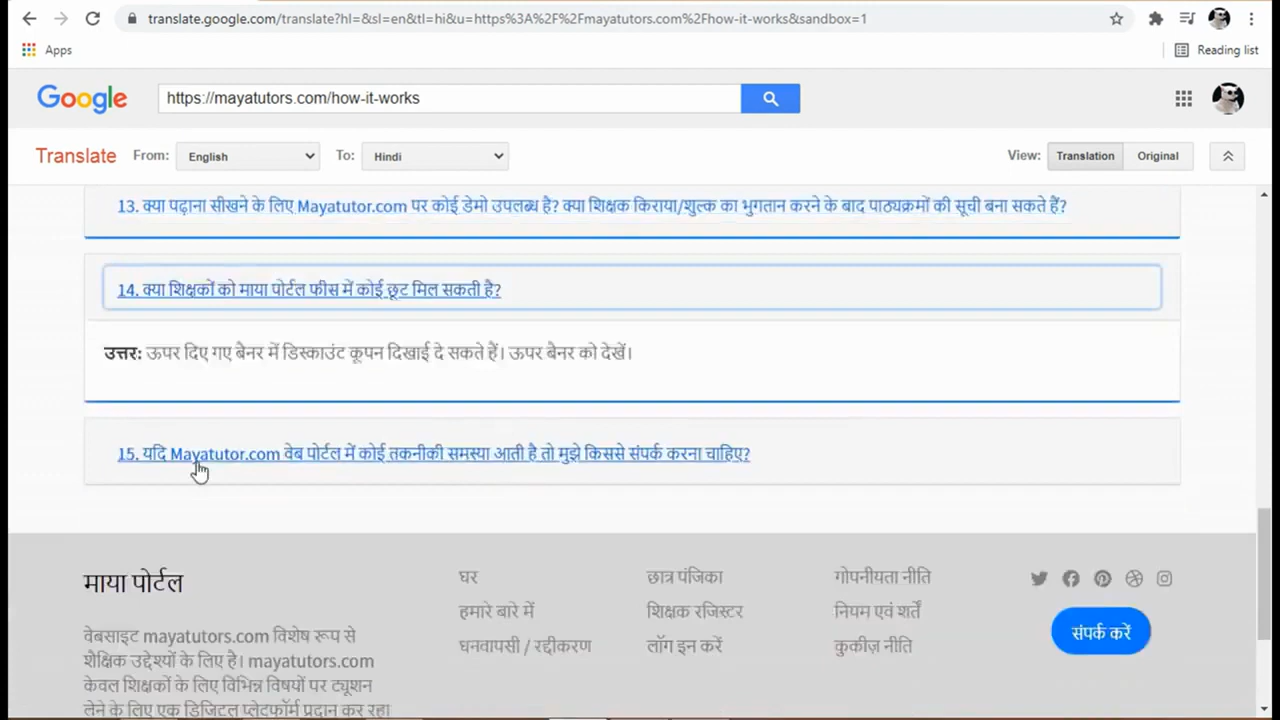 translate.google.com/translate?hl=&sl=en&tl=hi&u=https%3A%2F%2Fmayatutors.com%2Fhow-it-works&sandbox=1
Apps
Reading list
Google
https://mayatutors.com/how-it-works
Translate From: English To: Hindi View: Translation Original
13. क्या पढ़ाना सीखने के लिए Mayatutor.com पर कोई डेमो उपलब्ध है? क्या शिक्षक किराया/शुल्क का भुगतान करने के बाद पाठ्यक्रमों की सूची बना सकते हैं?
14. क्या शिक्षकों को माया पोर्टल फीस में कोई छूट मिल सकती है?
उत्तर: ऊपर दिए गए बैनर में डिस्काउंट कूपन दिखाई दे सकते हैं। ऊपर बैनर को देखें।
15. यदि Mayatutor.com वेब पोर्टल में कोई तकनीकी समस्या आती है तो मुझे किससे संपर्क करना चाहिए?
माया पोर्टल
वेबसाइट mayatutors.com विशेष रूप से
शैक्षिक उद्देश्यों के लिए है। mayatutors.com
केवल शिक्षकों के लिए विभिन्न विषयों पर ट्यूशन
लेने के लिए एक डिजिटल प्लेटफॉर्म प्रदान कर रहा
घर
हमारे बारे में
धनवापसी / रद्दीकरण
छात्र पंजिका
शिक्षक रजिस्टर
लॉग इन करें
गोपनीयता नीति
नियम एवं शर्तें
कुकीज़ नीति
संपर्क करें